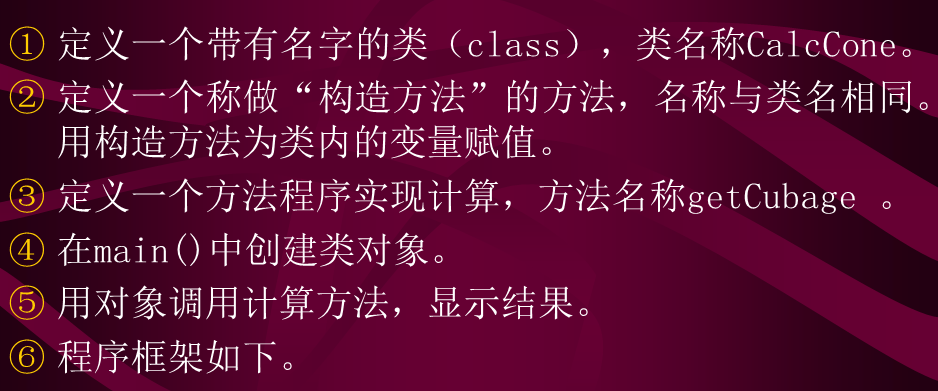 ① 定义一个带有名字的类（class），类名称CalcCone。
② 定义一个称做“构造方法”的方法，名称与类名相同。
用构造方法为类内的变量赋值。
③ 定义一个方法程序实现计算，方法名称getCubage 。
④ 在main()中创建类对象。
⑤ 用对象调用计算方法，显示结果。
⑥ 程序框架如下。